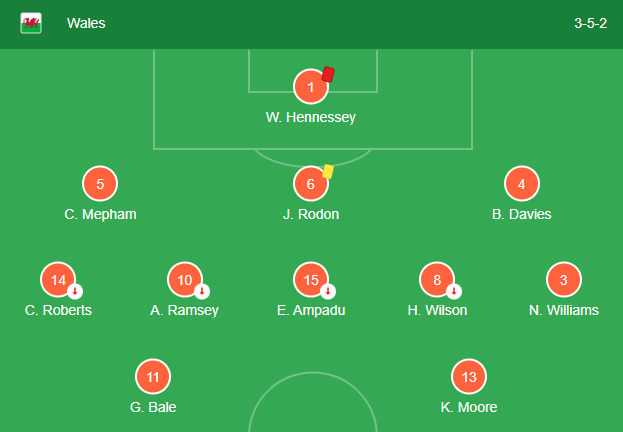 Wales 3-5-2
1
W. Hennessey
5 6 4
C. Mepham J. Rodon B. Davies
14 10 15 8 3
C. Roberts A. Ramsey E. Ampadu H. Wilson N. Williams
11 13
G. Bale K. Moore